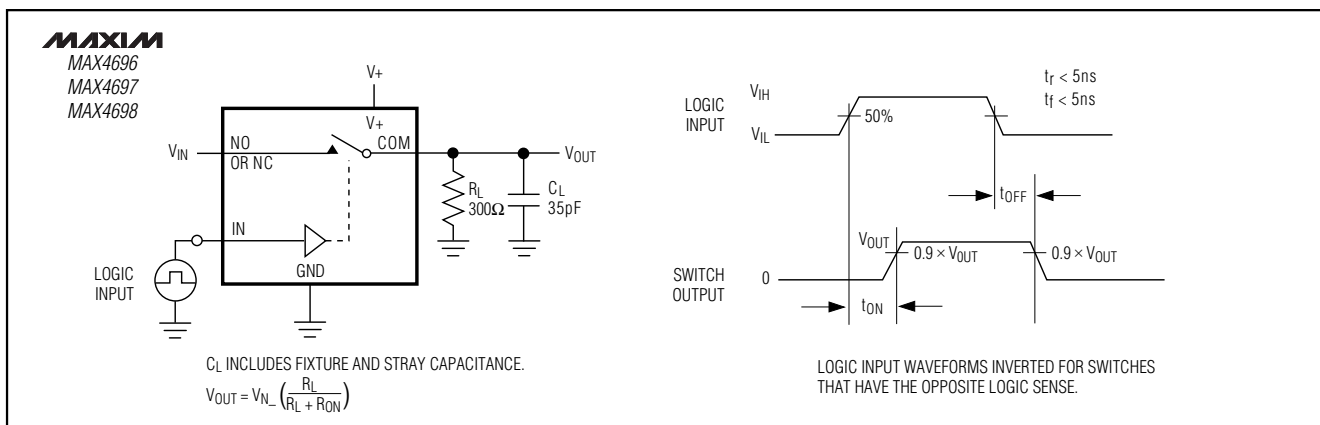 MAXIM
MAX4696
MAX4697
MAX4698
V+
V+
VIN
NO
OR NC
COM
VOUT
RL
300Ω
CL
35pF
IN
GND
LOGIC
INPUT
CL INCLUDES FIXTURE AND STRAY CAPACITANCE.
VOUT = VN_ (RL / RL + RON)
LOGIC
INPUT
VIH
VIL
50%
tr < 5ns
tf < 5ns
tOFF
VOUT
0.9 × VOUT
0.9 × VOUT
SWITCH
OUTPUT
0
tON
LOGIC INPUT WAVEFORMS INVERTED FOR SWITCHES
THAT HAVE THE OPPOSITE LOGIC SENSE.